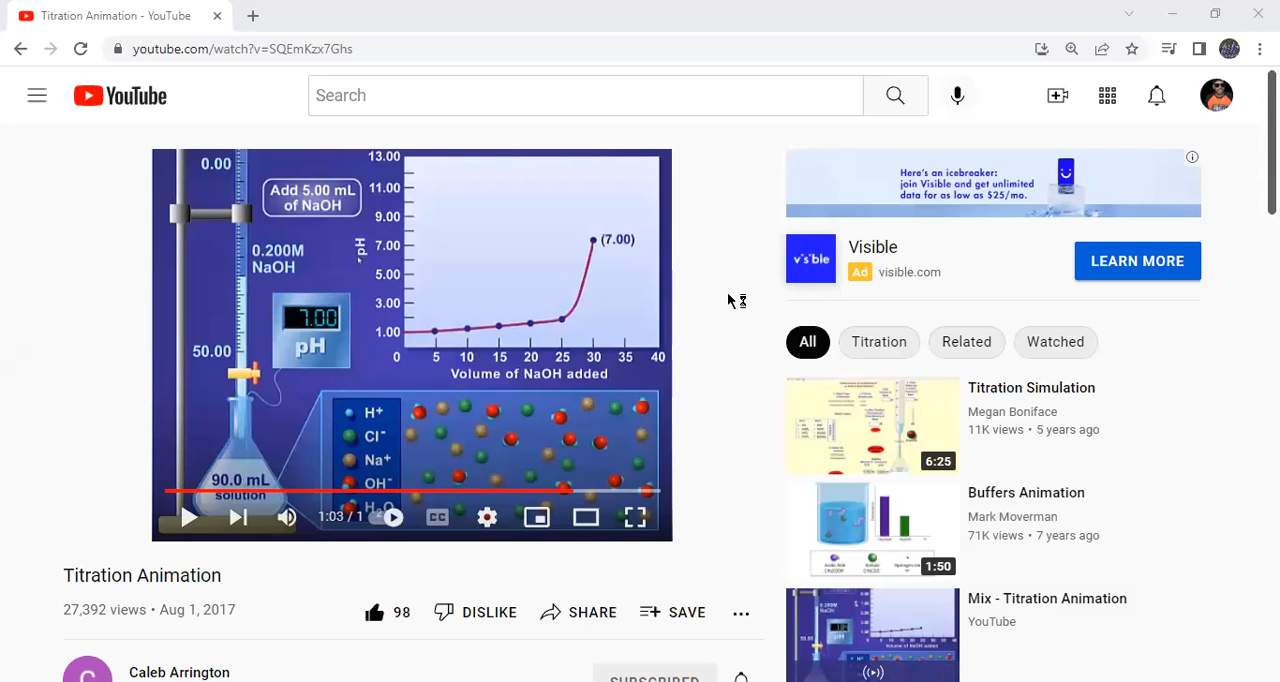 Titration Animation - YouTube
youtube.com/watch?v=SQEmKzx7Ghs
YouTube
Search
0.00
Add 5.00 mL
of NaOH
0.200M
NaOH
7.00
pH
50.00
90.0 mL
solution
pH
13.00
11.00
9.00
7.00
5.00
3.00
1.00
(7.00)
0 5 10 15 20 25 30 35 40
Volume of NaOH added
H+
Cl-
Na+
OH-
H2O
1:03 / 1
CC
Titration Animation
27,392 views • Aug 1, 2017
98 DISLIKE SHARE SAVE
C Caleb Arrington
SUBSCRIBED
Here's an icebreaker:
join Visible and get unlimited
data for as low as $25/mo.
v's'ble
Visible
Ad visible.com
LEARN MORE
All Titration Related Watched
6:25
Titration Simulation
Megan Boniface
11K views • 5 years ago
1:50
Buffers Animation
Mark Moverman
71K views • 7 years ago
Mix - Titration Animation
YouTube